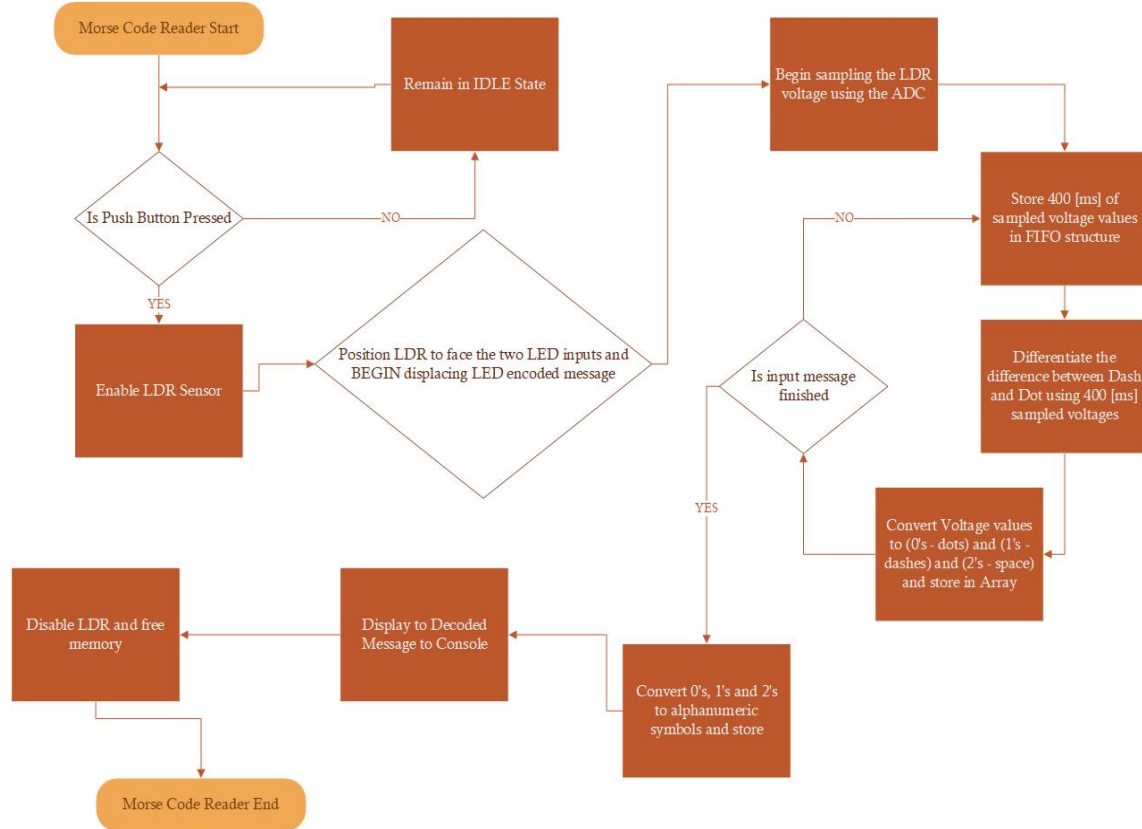 Morse Code Reader Start
Remain in IDLE State
Is Push Button Pressed
NO
YES
Enable LDR Sensor
Position LDR to face the two LED inputs and
BEGIN displacing LED encoded message
Begin sampling the LDR
voltage using the ADC
Store 400 [ms] of
sampled voltage values
in FIFO structure
Differentiate the
difference between Dash
and Dot using 400 [ms]
sampled voltages
Convert Voltage values
to (0's - dots) and (1's -
dashes) and (2's - space)
and store in Array
Is input message
finished
NO
YES
Convert 0's, 1's and 2's
to alphanumeric
symbols and store
Display to Decoded
Message to Console
Disable LDR and free
memory
Morse Code Reader End